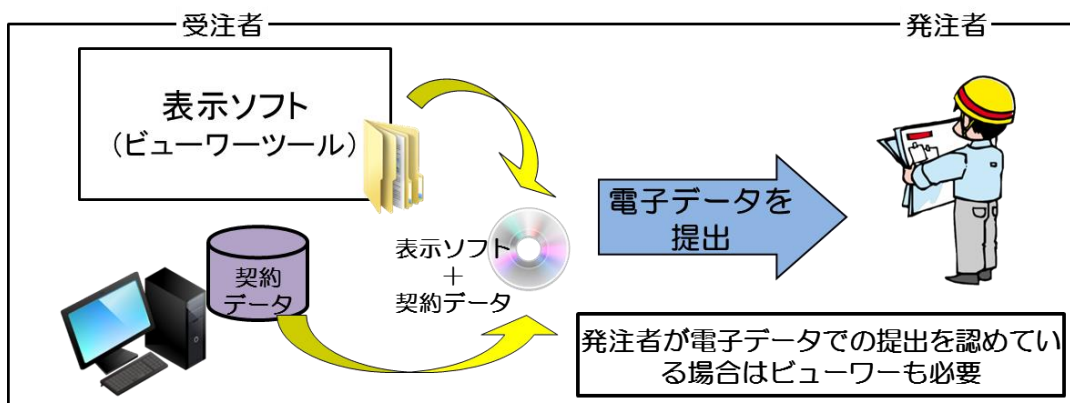 受注者
発注者
表示ソフト
（ビューワーツール）
電子データを
提出
表示ソフト
＋
契約データ
契約
データ
発注者が電子データでの提出を認めてい
る場合はビューワーも必要